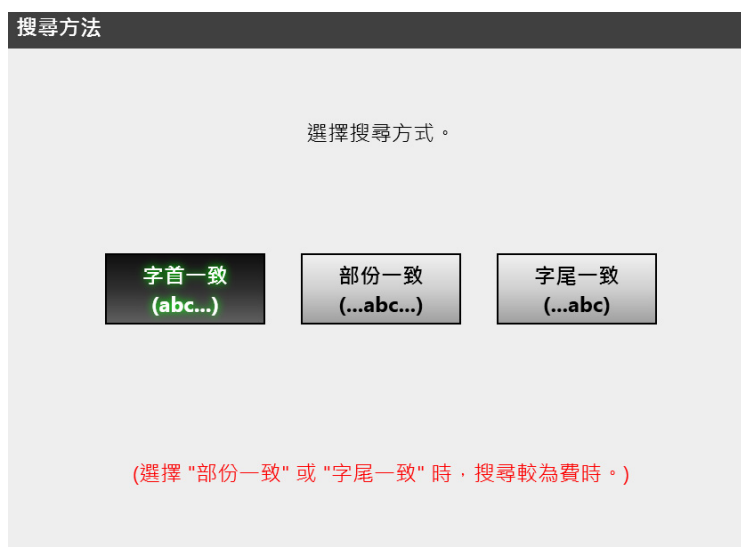 搜尋方法
選擇搜尋方式。
字首一致
(abc...)
部份一致
(...abc...)
字尾一致
(...abc)
(選擇 "部份一致" 或 "字尾一致" 時，搜尋較為費時。)